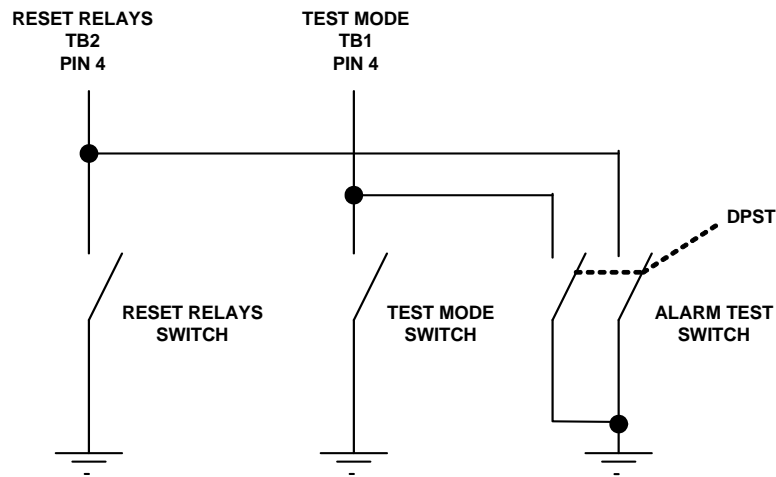 RESET RELAYS
TB2
PIN 4
TEST MODE
TB1
PIN 4
DPST
RESET RELAYS
SWITCH
TEST MODE
SWITCH
ALARM TEST
SWITCH